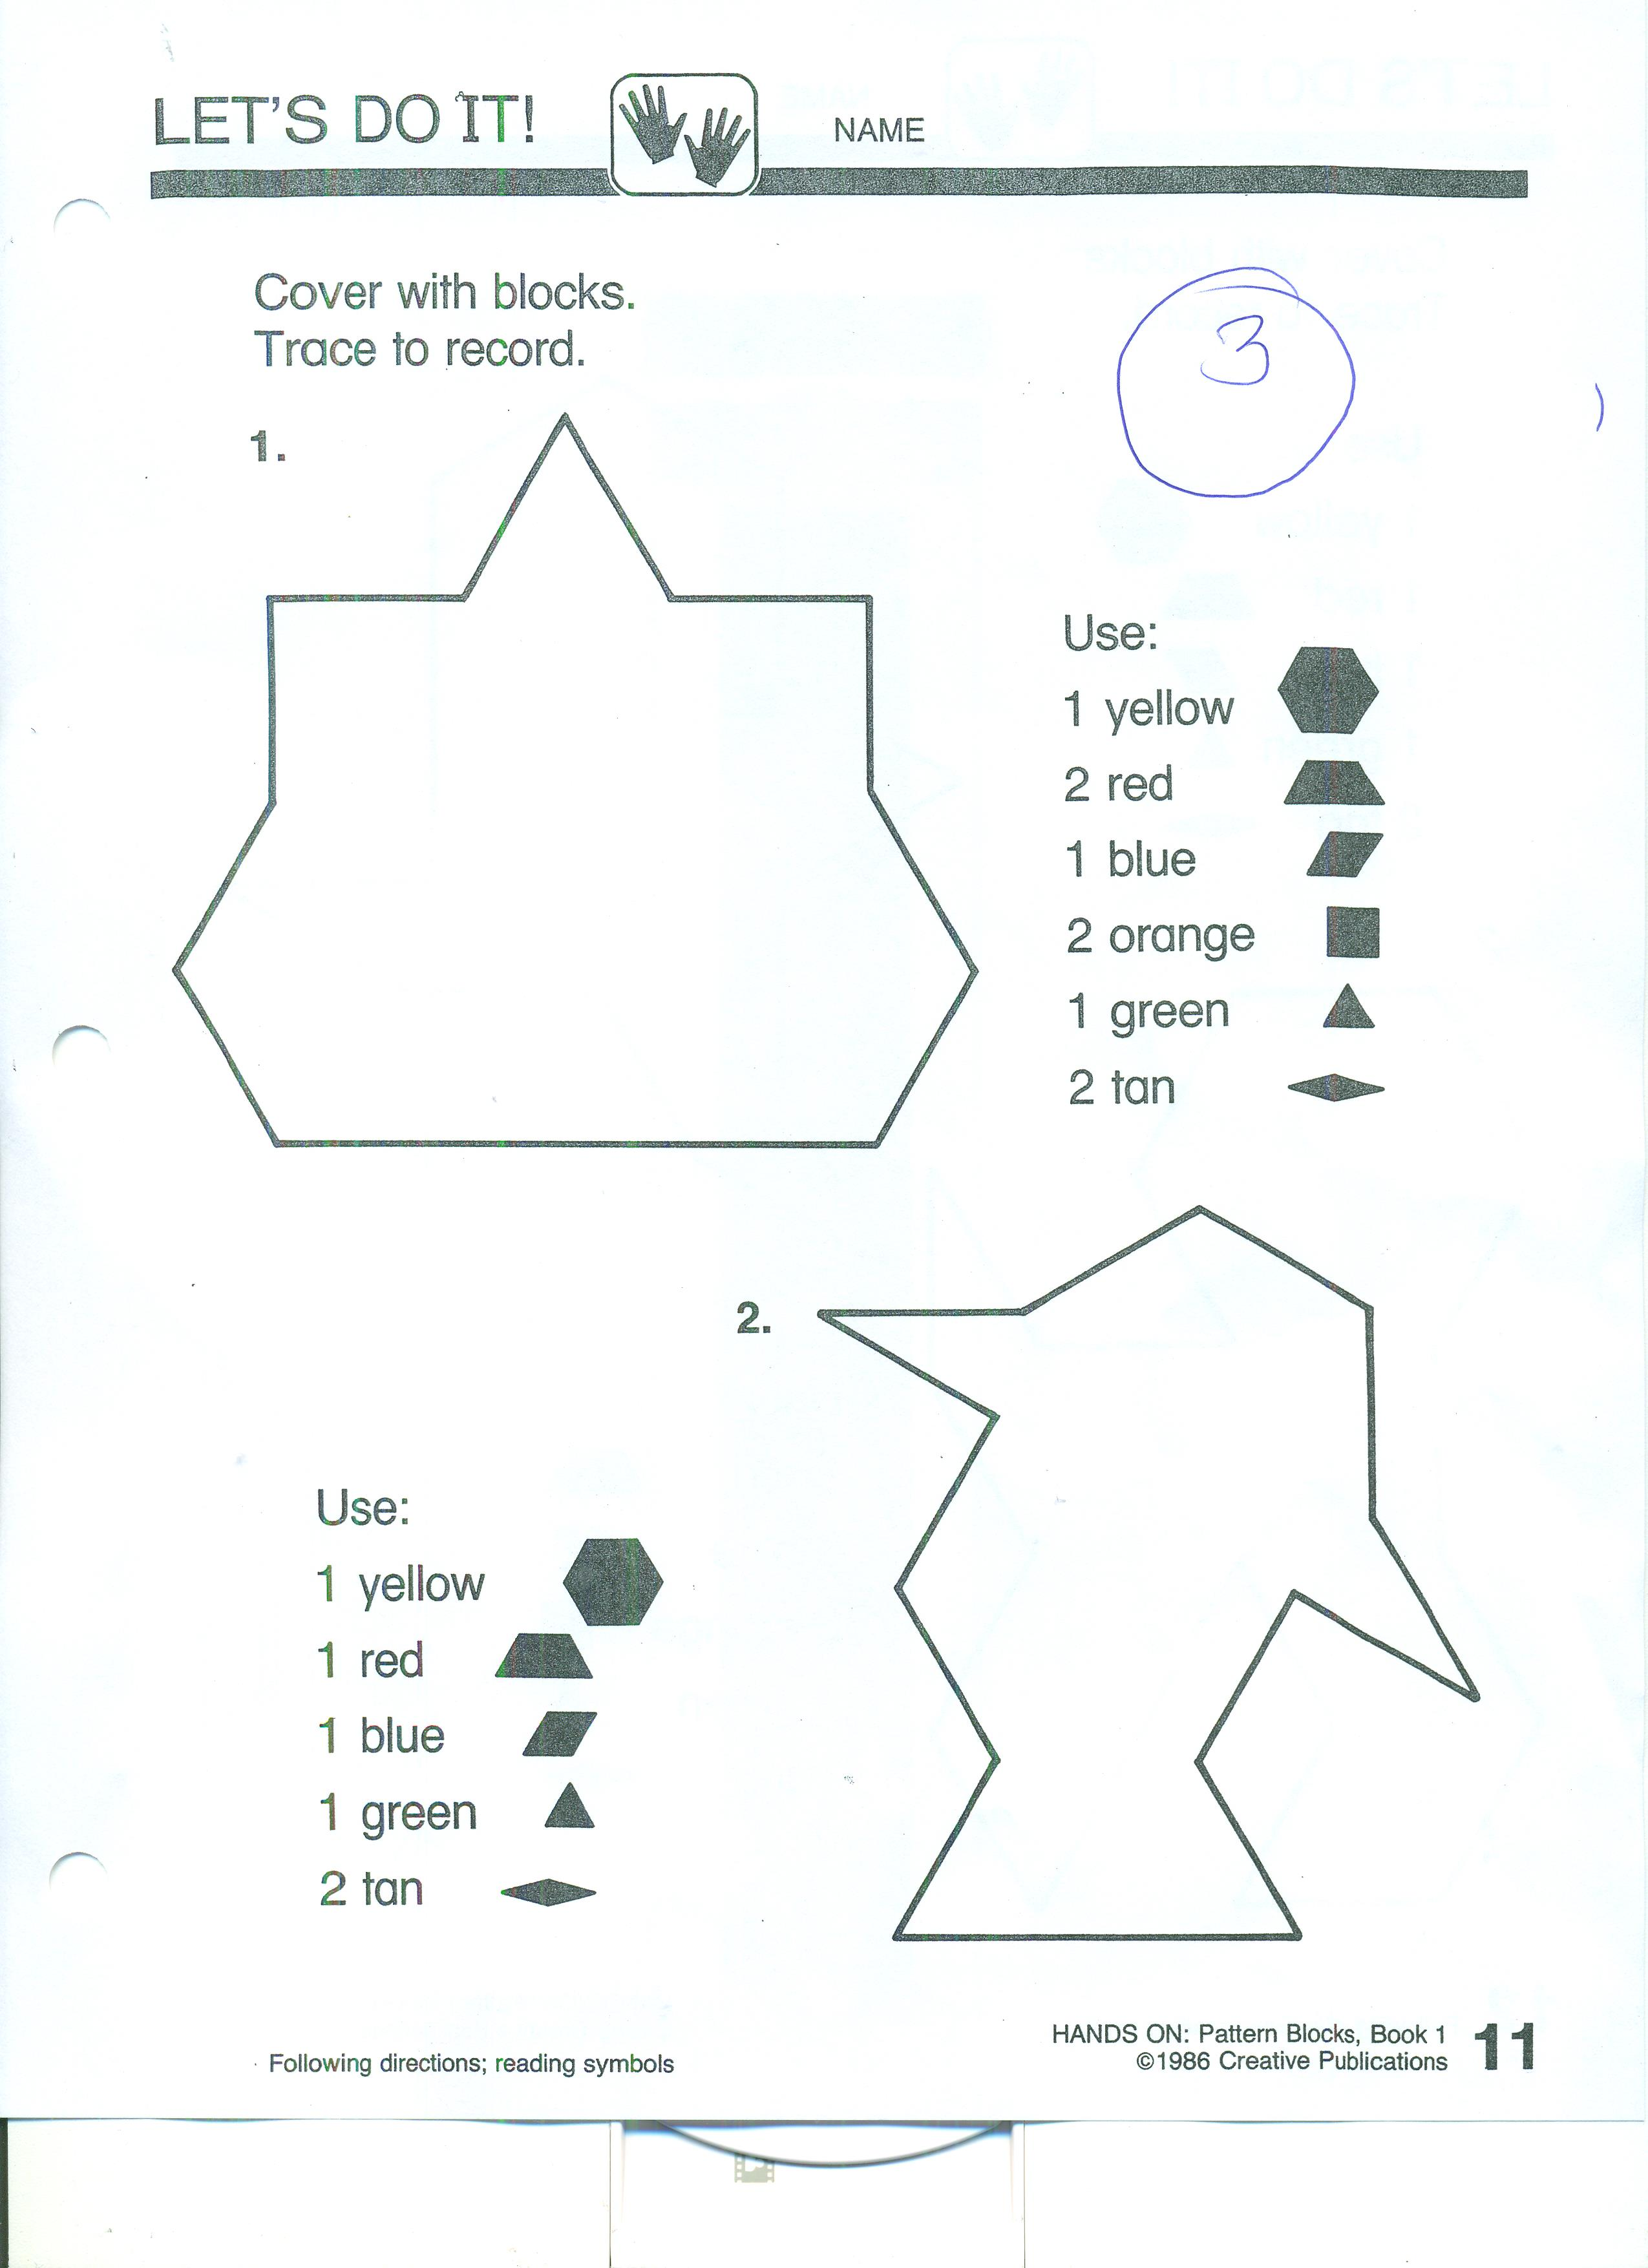 LET'S DO IT!
NAME
Cover with blocks.
Trace to record.
3
1.
Use:
1 yellow
2 red
1 blue
2 orange
1 green
2 tan
2.
Use:
1 yellow
1 red
1 blue
1 green
2 tan
Following directions; reading symbols
HANDS ON: Pattern Blocks, Book 1
©1986 Creative Publications
11